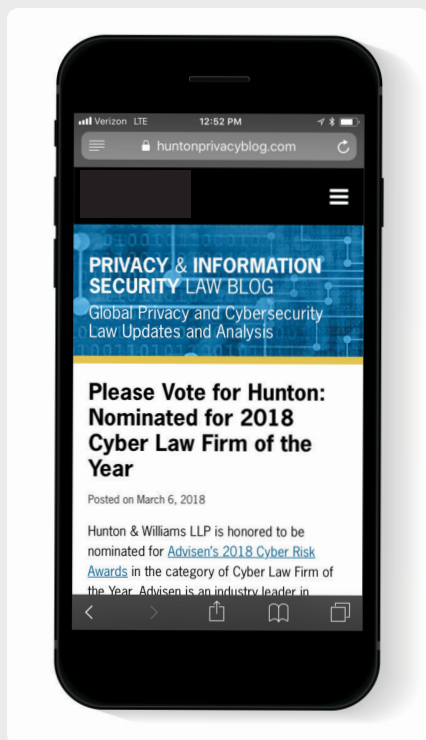 Verizon LTE 12:52 PM
huntonprivacyblog.com
PRIVACY & INFORMATION
SECURITY LAW BLOG
Global Privacy and Cybersecurity
Law Updates and Analysis
Please Vote for Hunton:
Nominated for 2018
Cyber Law Firm of the
Year
Posted on March 6, 2018
Hunton & Williams LLP is honored to be
nominated for Advisen's 2018 Cyber Risk
Awards in the category of Cyber Law Firm of
the Year. Advisen is an industry leader in